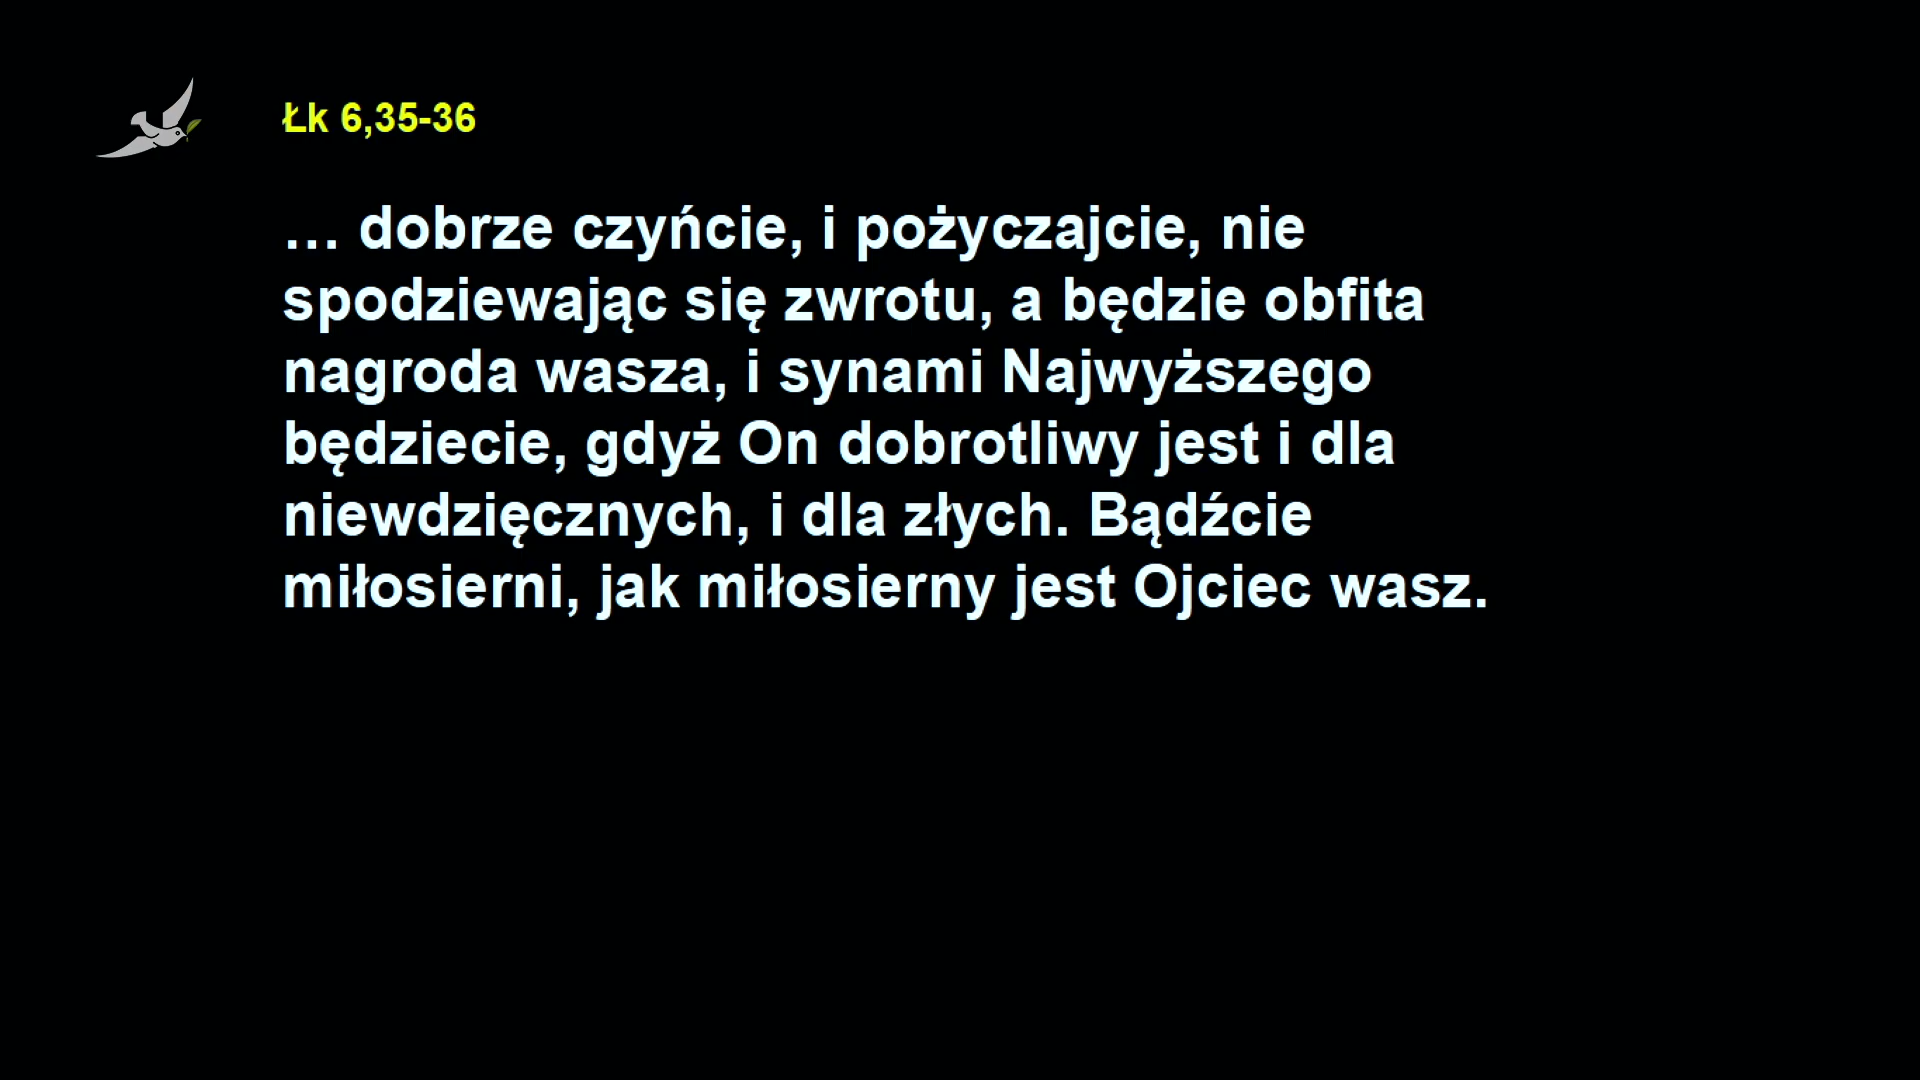 Łk 6,35-36
… dobrze czyńcie, i pożyczajcie, nie
spodziewając się zwrotu, a będzie obfita
nagroda wasza, i synami Najwyższego
będziecie, gdyż On dobrotliwy jest i dla
niewdzięcznych, i dla złych. Bądźcie
miłosierni, jak miłosierny jest Ojciec wasz.